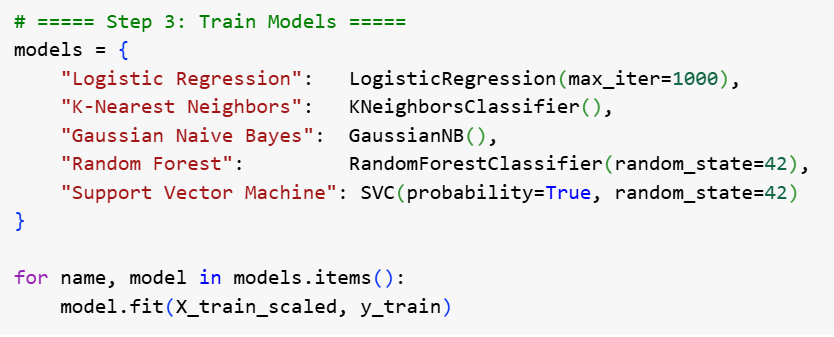 # ===== Step 3: Train Models =====
models = {
    "Logistic Regression":   LogisticRegression(max_iter=1000),
    "K-Nearest Neighbors":   KNeighborsClassifier(),
    "Gaussian Naive Bayes":  GaussianNB(),
    "Random Forest":         RandomForestClassifier(random_state=42),
    "Support Vector Machine": SVC(probability=True, random_state=42)
}

for name, model in models.items():
    model.fit(X_train_scaled, y_train)